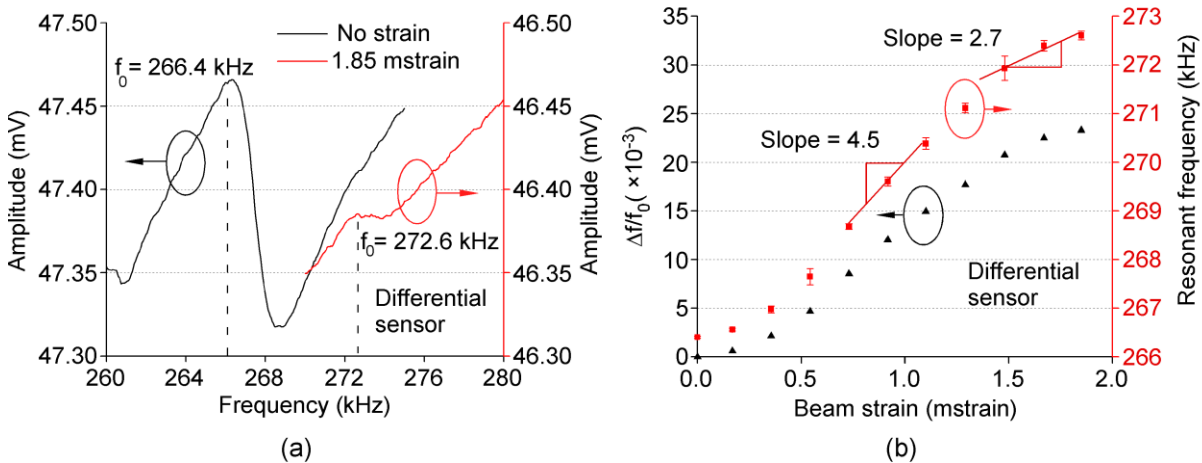 47.50
47.45
47.40
47.35
47.30
Amplitude (mV)
260
264
268
272
276
280
Frequency (kHz)
46.50
46.45
46.40
46.35
46.30
Amplitude (mV)
No strain
1.85 mstrain
f0 = 266.4 kHz
f0 = 272.6 kHz
Differential
sensor
(a)
35
30
25
20
15
10
5
0
Δf/f0( ×10-3)
0.0
0.5
1.0
1.5
2.0
Beam strain (mstrain)
273
272
271
270
269
268
267
266
Resonant frequency (kHz)
Slope = 2.7
Slope = 4.5
Differential
sensor
(b)